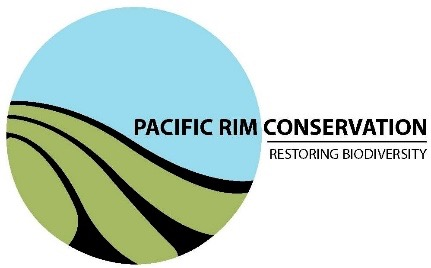 PACIFIC RIM CONSERVATION
RESTORING BIODIVERSITY